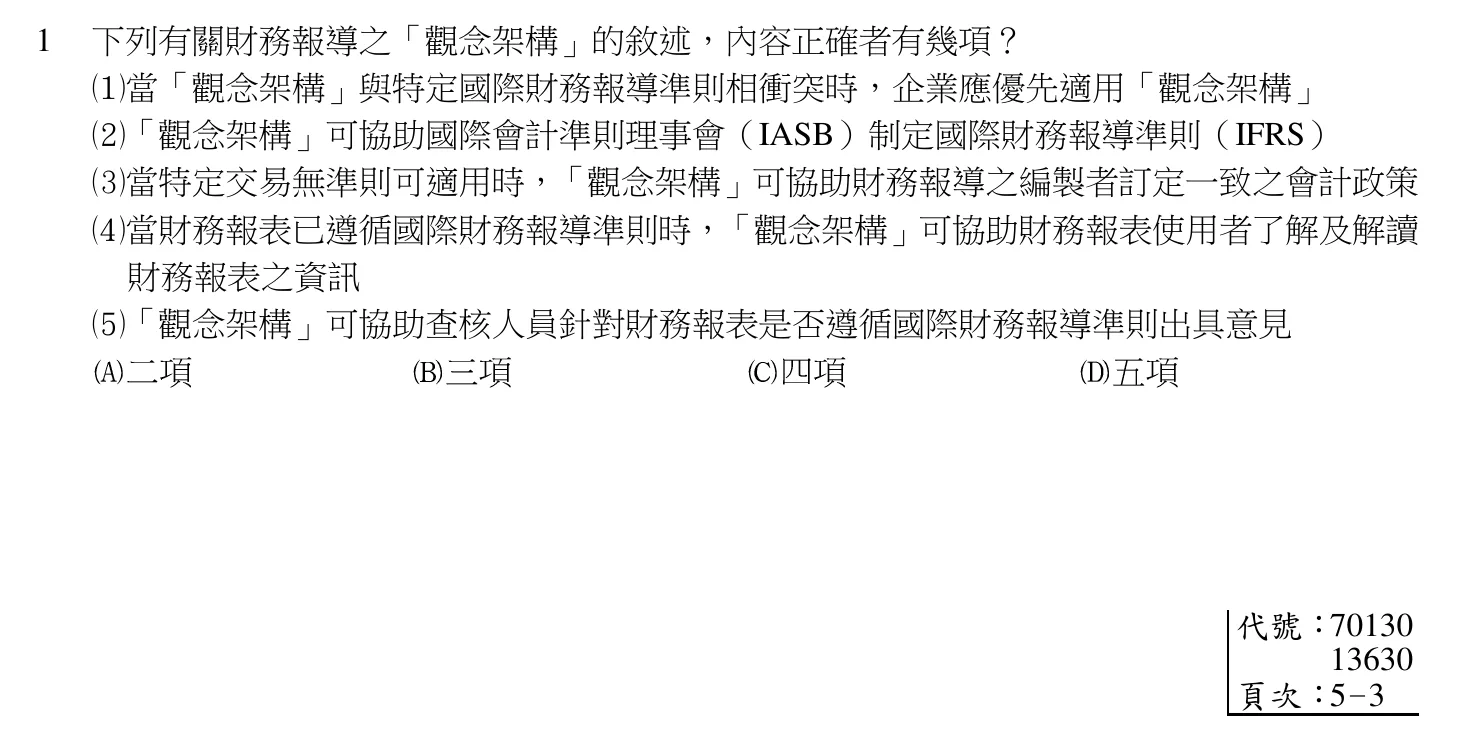 1 下列有關財務報導之「觀念架構」的敘述，內容正確者有幾項？
⑴當「觀念架構」與特定國際財務報導準則相衝突時，企業應優先適用「觀念架構」
⑵「觀念架構」可協助國際會計準則理事會（IASB）制定國際財務報導準則（IFRS）
⑶當特定交易無準則可適用時，「觀念架構」可協助財務報導之編製者訂定一致之會計政策
⑷當財務報表已遵循國際財務報導準則時，「觀念架構」可協助財務報表使用者了解及解讀
財務報表之資訊
⑸「觀念架構」可協助查核人員針對財務報表是否遵循國際財務報導準則出具意見
(A)二項 (B)三項 (C)四項 (D)五項
代號：70130
13630
頁次：5－3